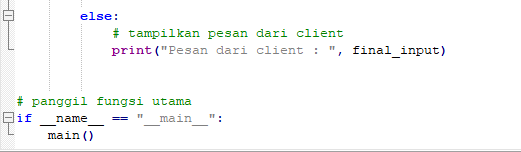 else:
# tampilkan pesan dari client
print("Pesan dari client : ", final_input)
# panggil fungsi utama
if __name__ == "__main__":
main()